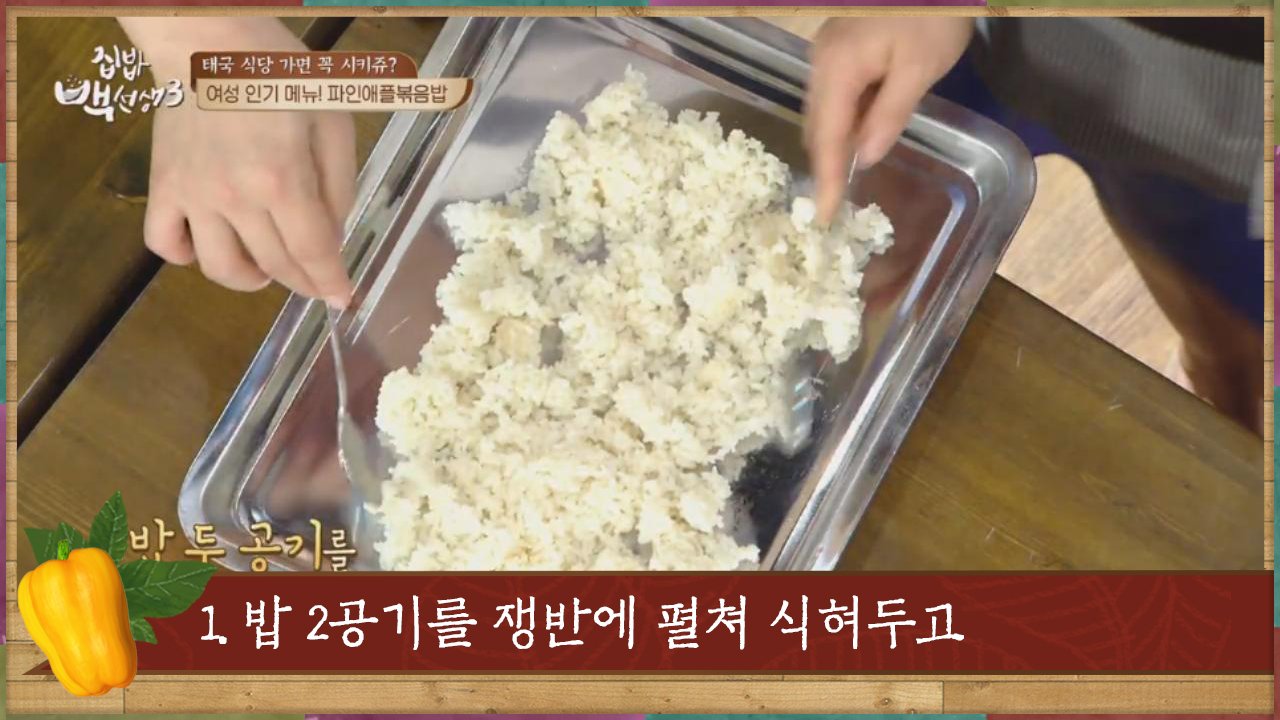 집밥
백선생3
태국 식당 가면 꼭 시키쥬?
여성 인기 메뉴! 파인애플볶음밥
밥 두 공기를
1. 밥 2공기를 쟁반에 펼쳐 식혀두고